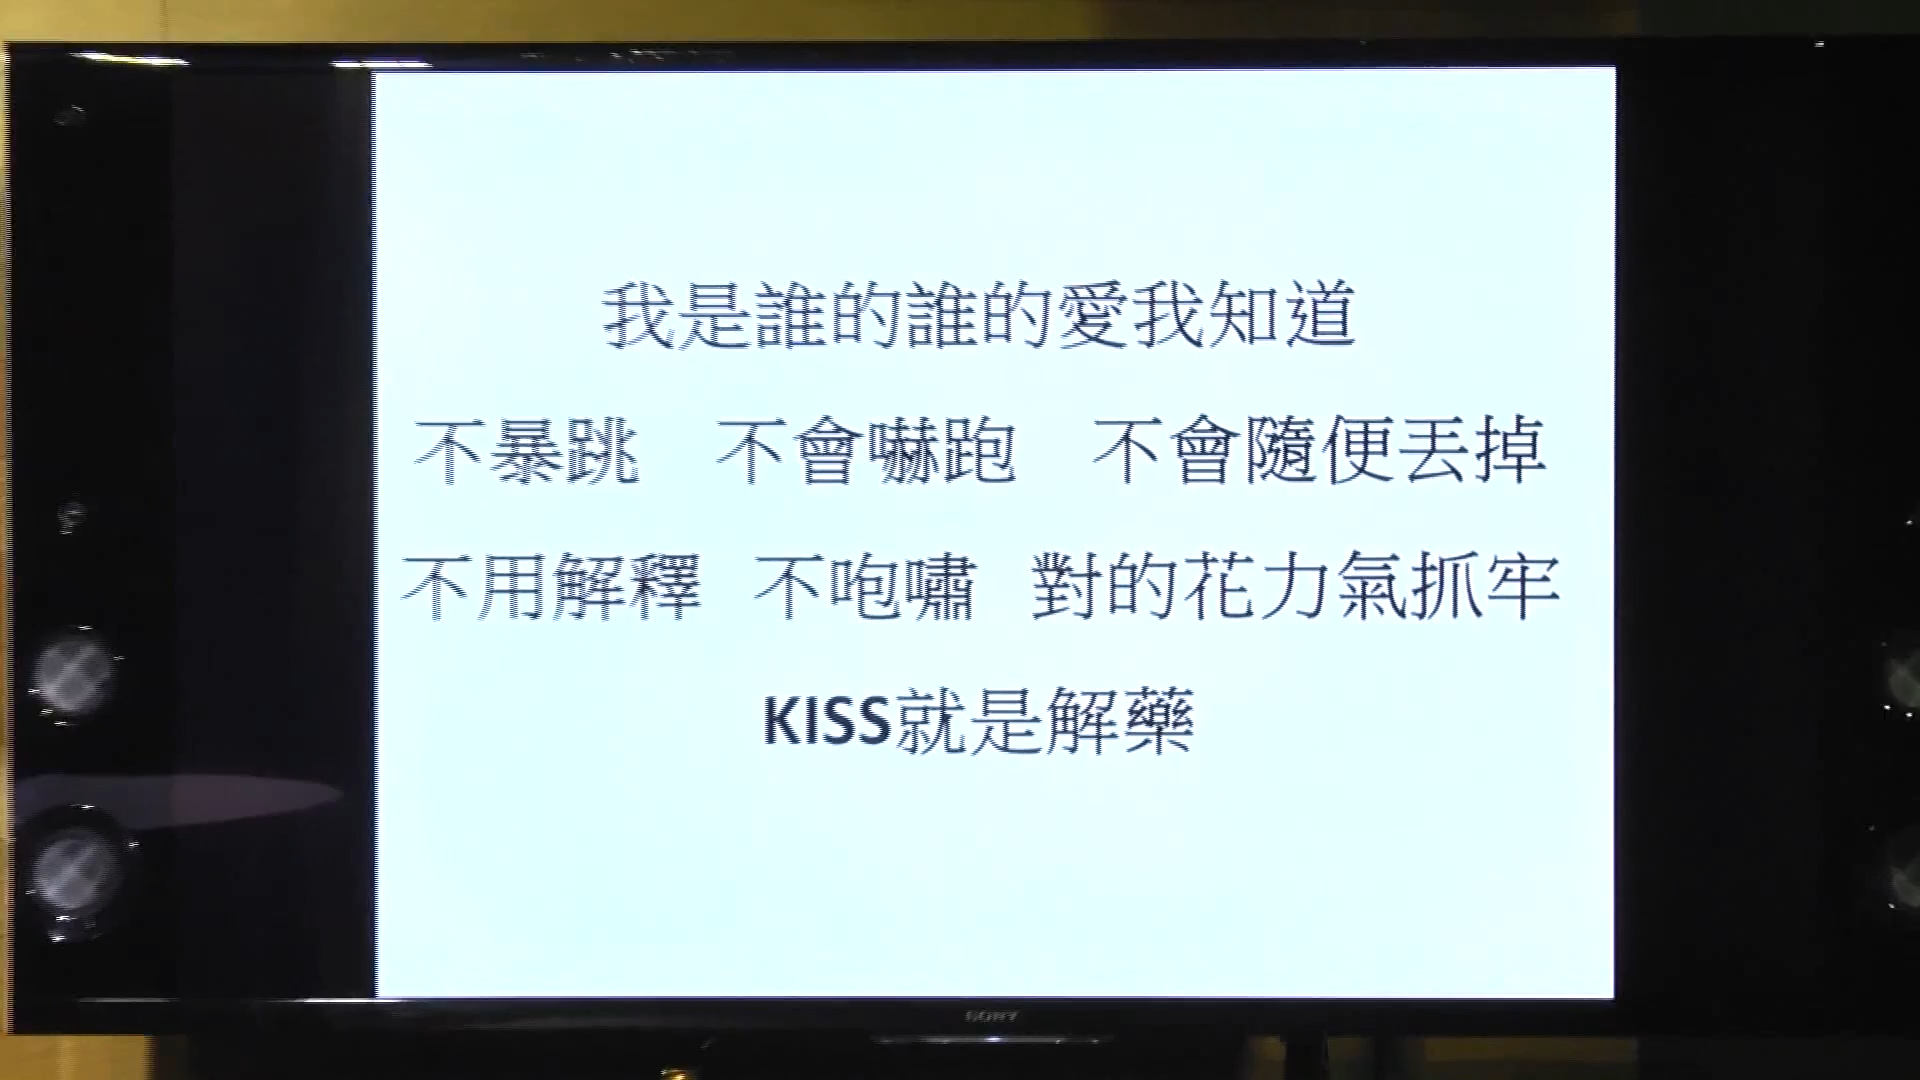 我是誰的誰的愛我知道
不暴跳　不會嚇跑　不會隨便丟掉
不用解釋 不咆嘯 對的花力氣抓牢
KISS就是解藥
SONY